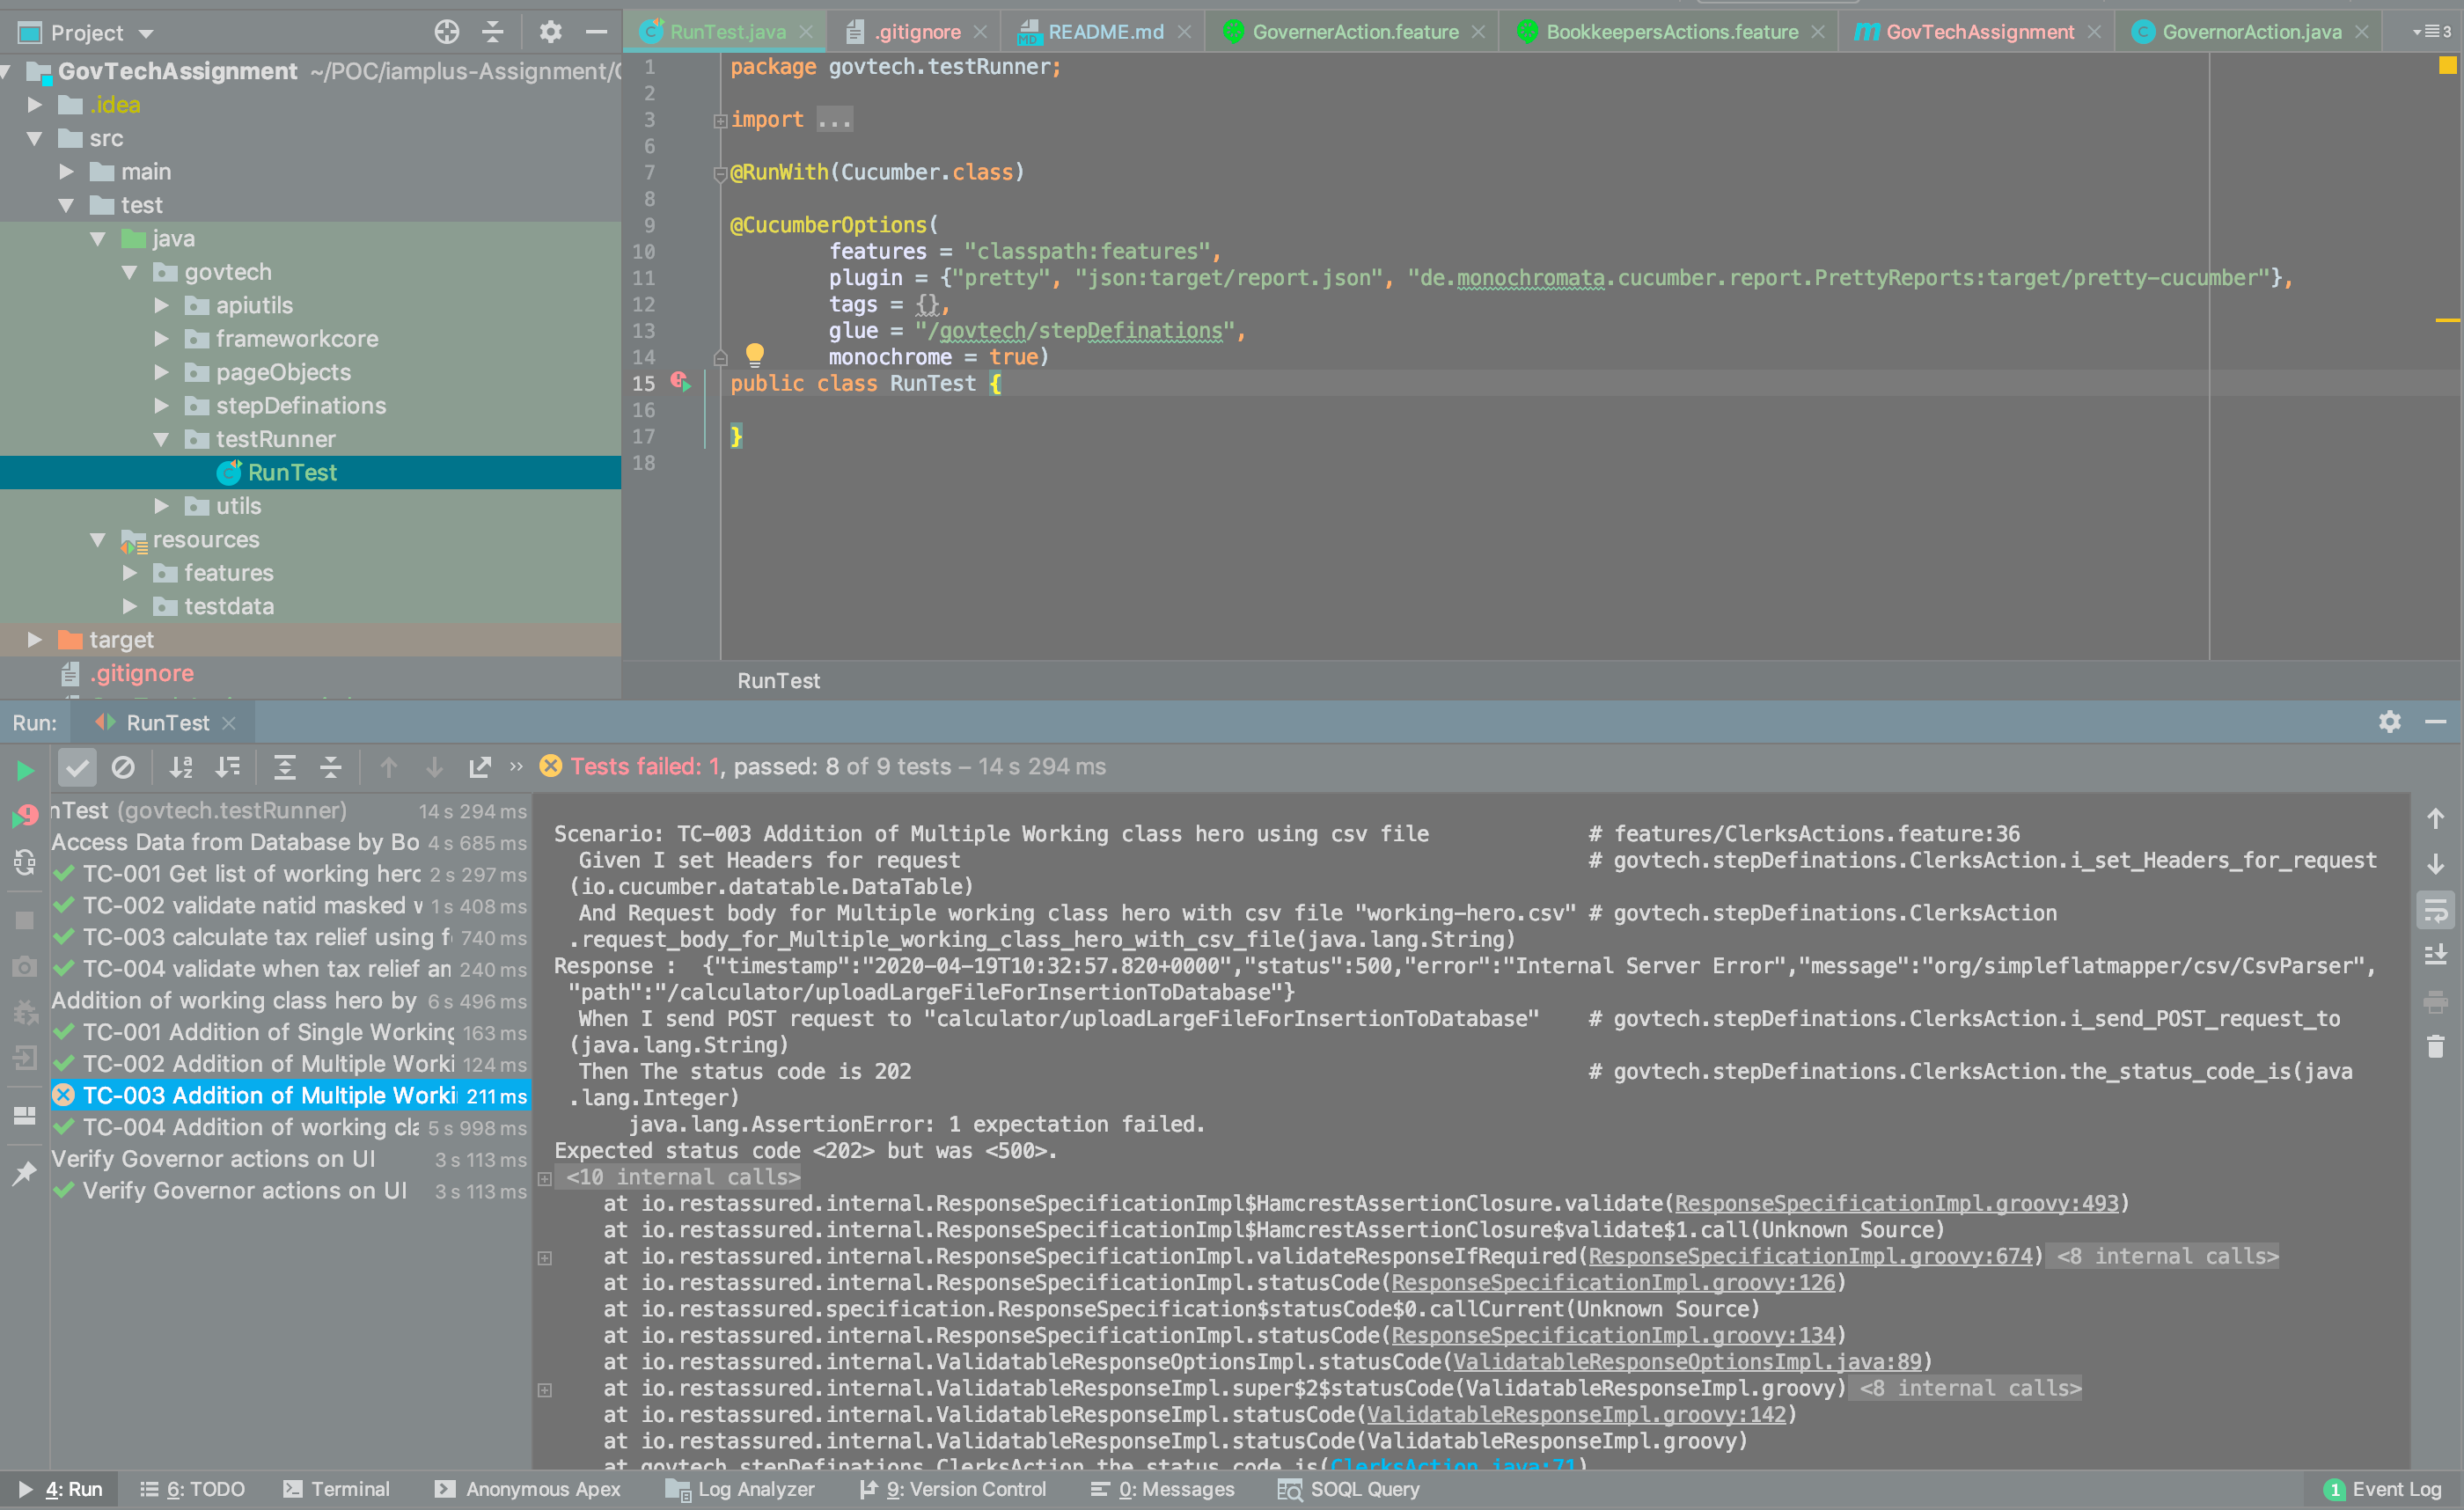 Project
RunTest.java
.gitignore
README.md
GovernerAction.feature
BookkeepersActions.feature
GovTechAssignment
GovernorAction.java
3
GovTechAssignment ~/POC/iamplus-Assignment/
.idea
src
main
test
java
govtech
apiutils
frameworkcore
pageObjects
stepDefinations
testRunner
RunTest
utils
resources
features
testdata
target
.gitignore
1 package govtech.testRunner;
2
3 import ...
6
7 @RunWith(Cucumber.class)
8
9 @CucumberOptions(
10 features = "classpath:features",
11 plugin = {"pretty", "json:target/report.json", "de.monochromata.cucumber.report.PrettyReports:target/pretty-cucumber"},
12 tags = {},
13 glue = "/govtech/stepDefinations",
14 monochrome = true)
15 public class RunTest {
16
17 }
18
RunTest
Run: RunTest
Tests failed: 1, passed: 8 of 9 tests – 14 s 294 ms
nTest (govtech.testRunner) 14 s 294 ms
Access Data from Database by Bo 4 s 685 ms
TC-001 Get list of working herc 2 s 297 ms
TC-002 validate natid masked v 1 s 408 ms
TC-003 calculate tax relief using f 740 ms
TC-004 validate when tax relief an 240 ms
Addition of working class hero by 6 s 496 ms
TC-001 Addition of Single Working 163 ms
TC-002 Addition of Multiple Worki 124 ms
TC-003 Addition of Multiple Worki 211 ms
TC-004 Addition of working cla 5 s 998 ms
Verify Governor actions on UI 3 s 113 ms
Verify Governor actions on UI 3 s 113 ms
Scenario: TC-003 Addition of Multiple Working class hero using csv file # features/ClerksActions.feature:36
Given I set Headers for request # govtech.stepDefinations.ClerksAction.i_set_Headers_for_request
(io.cucumber.datatable.DataTable)
And Request body for Multiple working class hero with csv file "working-hero.csv" # govtech.stepDefinations.ClerksAction
.request_body_for_Multiple_working_class_hero_with_csv_file(java.lang.String)
Response : {"timestamp":"2020-04-19T10:32:57.820+0000","status":500,"error":"Internal Server Error","message":"org/simpleflatmapper/csv/CsvParser",
"path":"/calculator/uploadLargeFileForInsertionToDatabase"}
When I send POST request to "calculator/uploadLargeFileForInsertionToDatabase" # govtech.stepDefinations.ClerksAction.i_send_POST_request_to
(java.lang.String)
Then The status code is 202 # govtech.stepDefinations.ClerksAction.the_status_code_is(java
.lang.Integer)
java.lang.AssertionError: 1 expectation failed.
Expected status code <202> but was <500>.
<10 internal calls>
at io.restassured.internal.ResponseSpecificationImpl$HamcrestAssertionClosure.validate(ResponseSpecificationImpl.groovy:493)
at io.restassured.internal.ResponseSpecificationImpl$HamcrestAssertionClosure$validate$1.call(Unknown Source)
at io.restassured.internal.ResponseSpecificationImpl.validateResponseIfRequired(ResponseSpecificationImpl.groovy:674) <8 internal calls>
at io.restassured.internal.ResponseSpecificationImpl.statusCode(ResponseSpecificationImpl.groovy:126)
at io.restassured.specification.ResponseSpecification$statusCode$0.callCurrent(Unknown Source)
at io.restassured.internal.ResponseSpecificationImpl.statusCode(ResponseSpecificationImpl.groovy:134)
at io.restassured.internal.ValidatableResponseOptionsImpl.statusCode(ValidatableResponseOptionsImpl.java:89)
at io.restassured.internal.ValidatableResponseImpl.super$2$statusCode(ValidatableResponseImpl.groovy) <8 internal calls>
at io.restassured.internal.ValidatableResponseImpl.statusCode(ValidatableResponseImpl.groovy:142)
at io.restassured.internal.ValidatableResponseImpl.statusCode(ValidatableResponseImpl.groovy)
at govtech.stepDefinations.ClerksAction.the_status_code_is(ClerksAction.java:71)
4: Run
6: TODO
Terminal
Anonymous Apex
Log Analyzer
9: Version Control
0: Messages
SOQL Query
1 Event Log